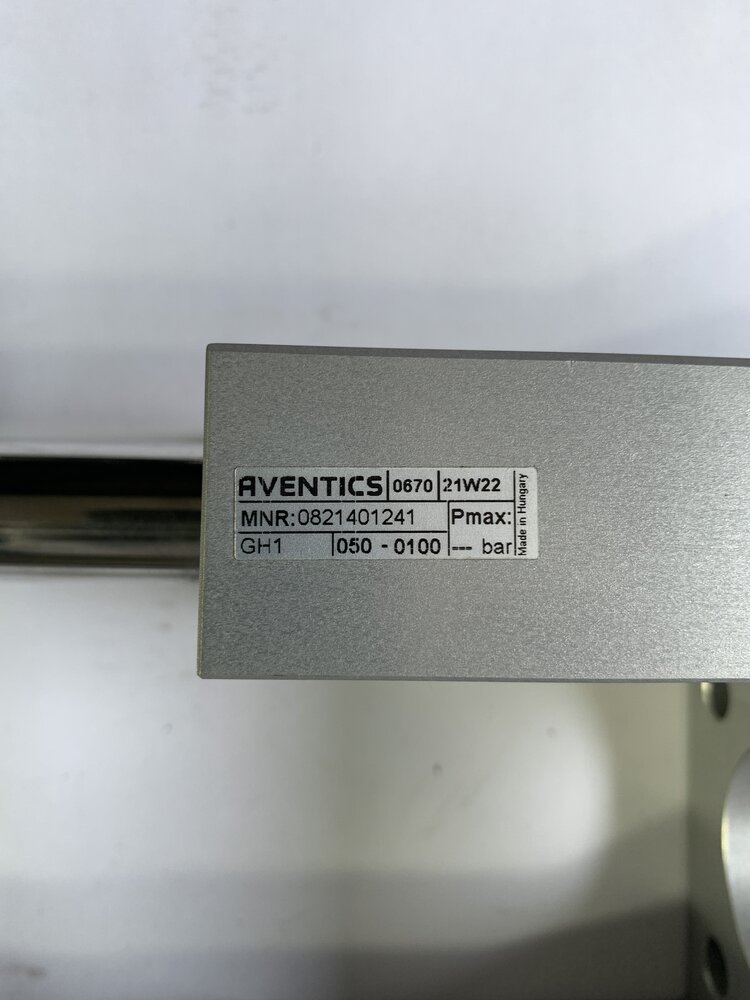 AVENTICS 0670 21W22
MNR:0821401241 Pmax:
GH1 050 - 0100 --- bar
Made in Hungary